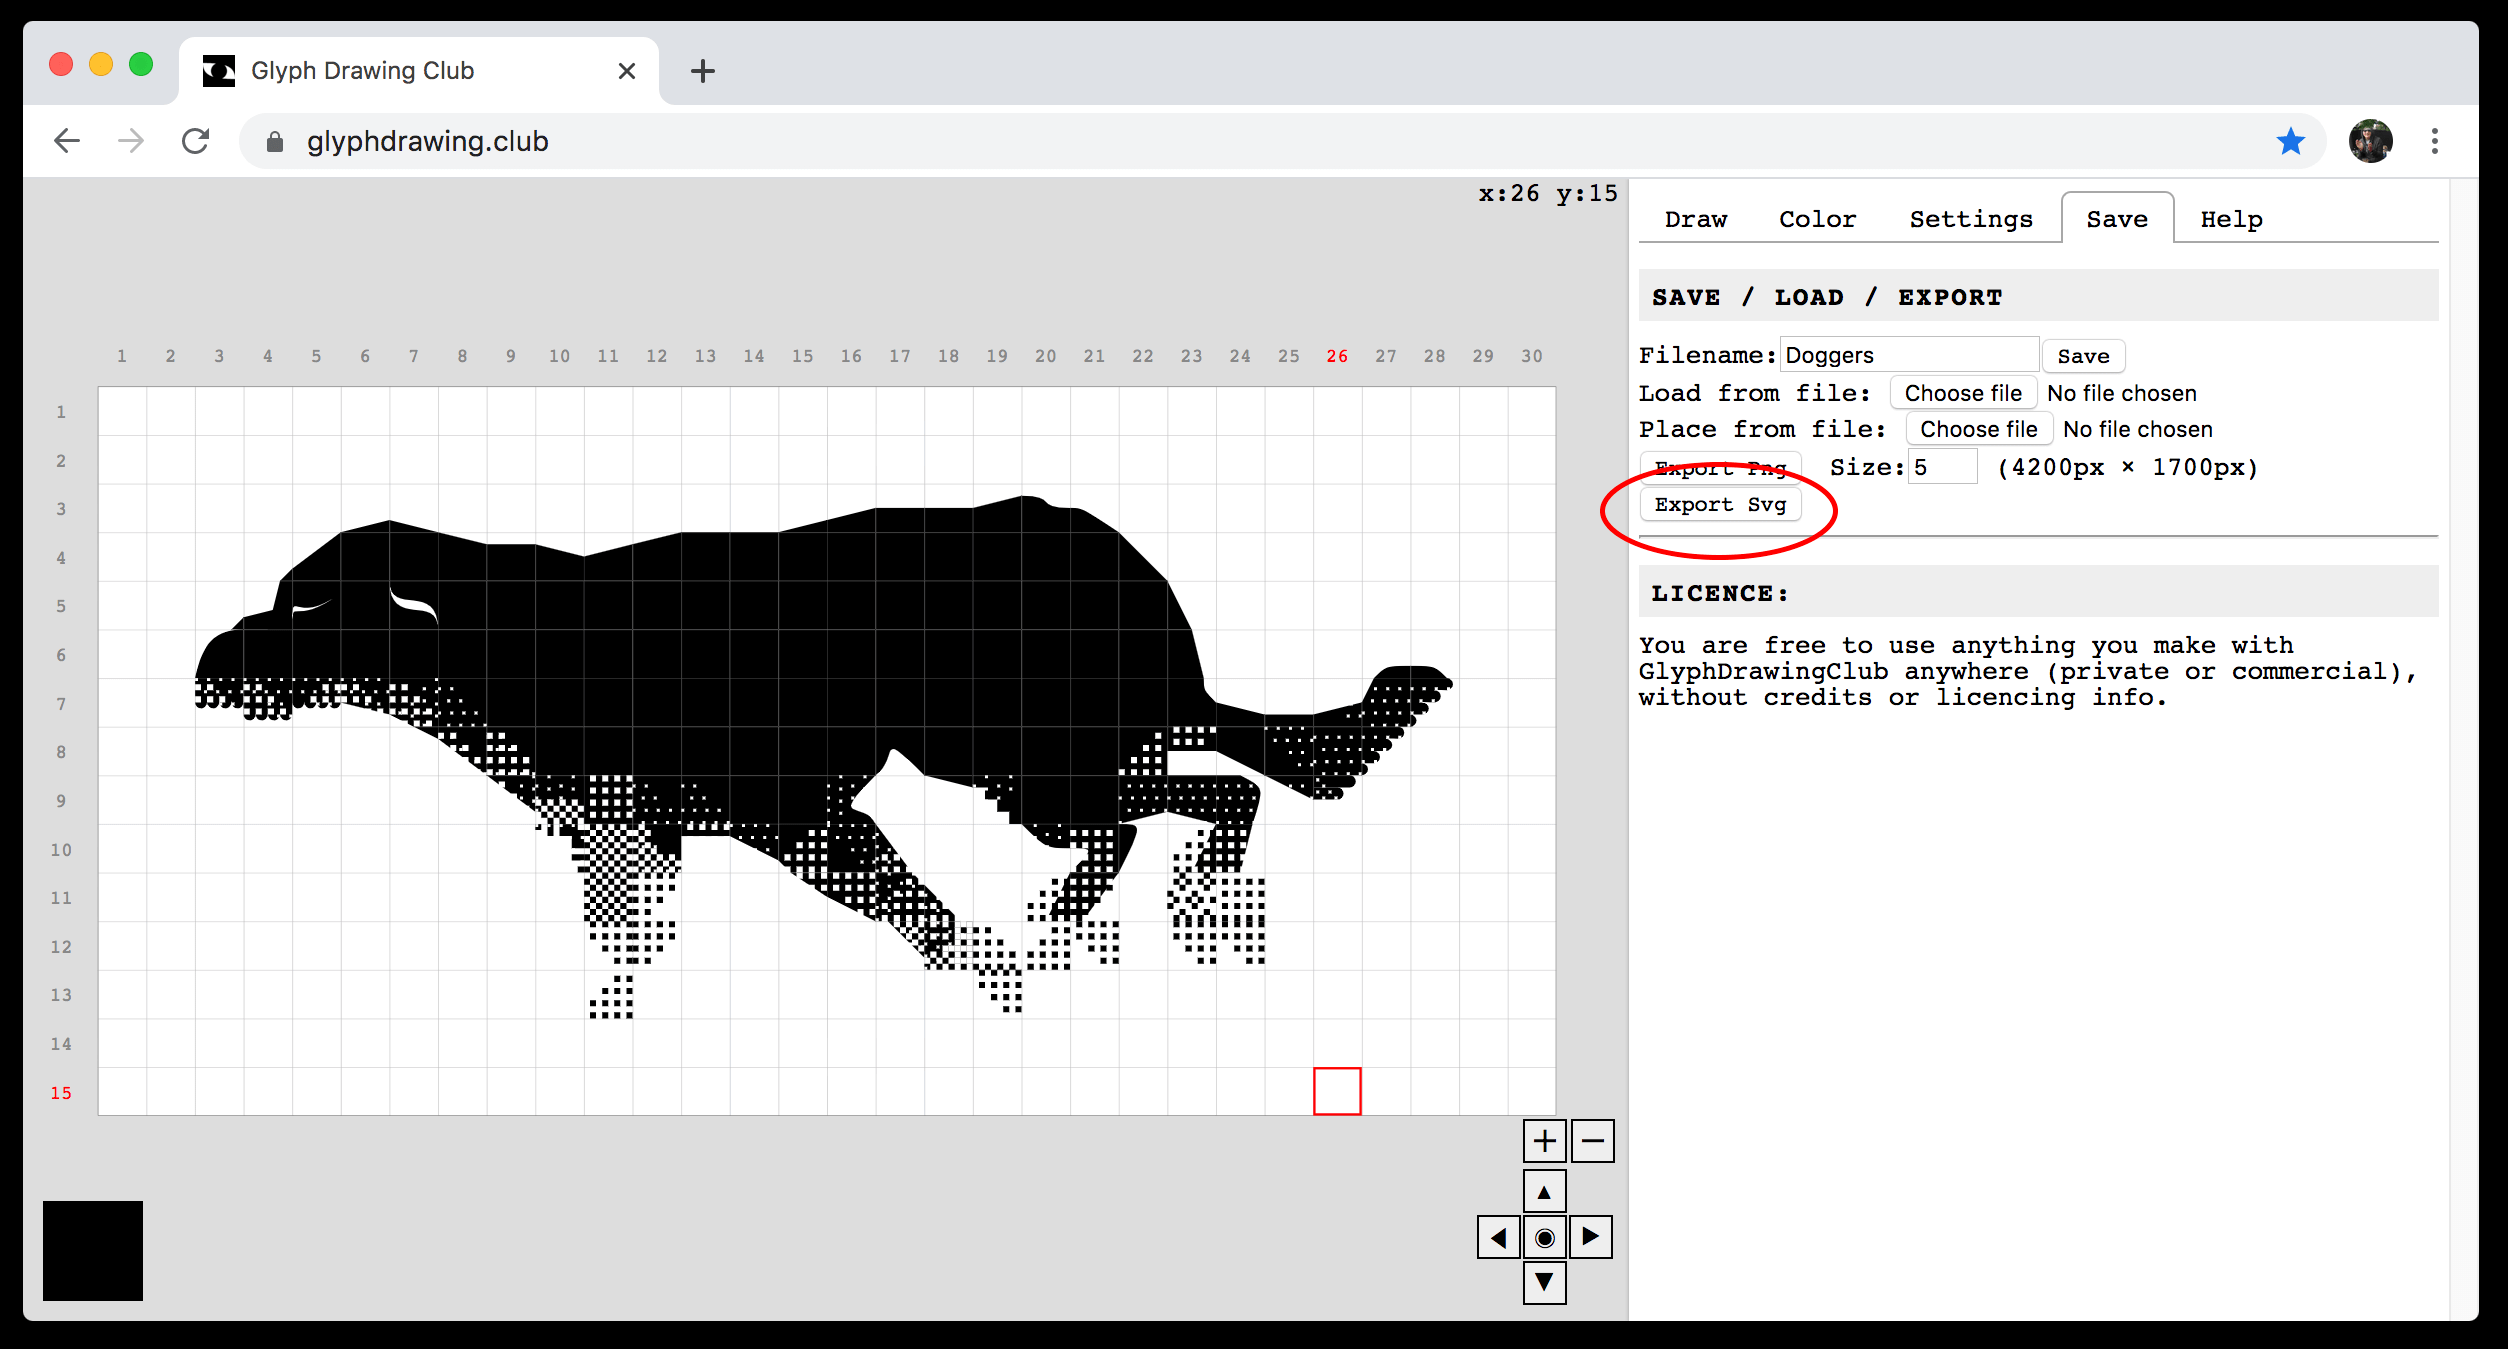 Glyph Drawing Club
glyphdrawing.club
x:26 y:15
Draw Color Settings Save Help
SAVE / LOAD / EXPORT
Filename: Doggers Save
Load from file: Choose file No file chosen
Place from file: Choose file No file chosen
Export Png Size: 5 (4200px × 1700px)
Export Svg
LICENCE:
You are free to use anything you make with
GlyphDrawingClub anywhere (private or commercial),
without credits or licencing info.
1 2 3 4 5 6 7 8 9 10 11 12 13 14 15 16 17 18 19 20 21 22 23 24 25 26 27 28 29 30
1
2
3
4
5
6
7
8
9
10
11
12
13
14
15